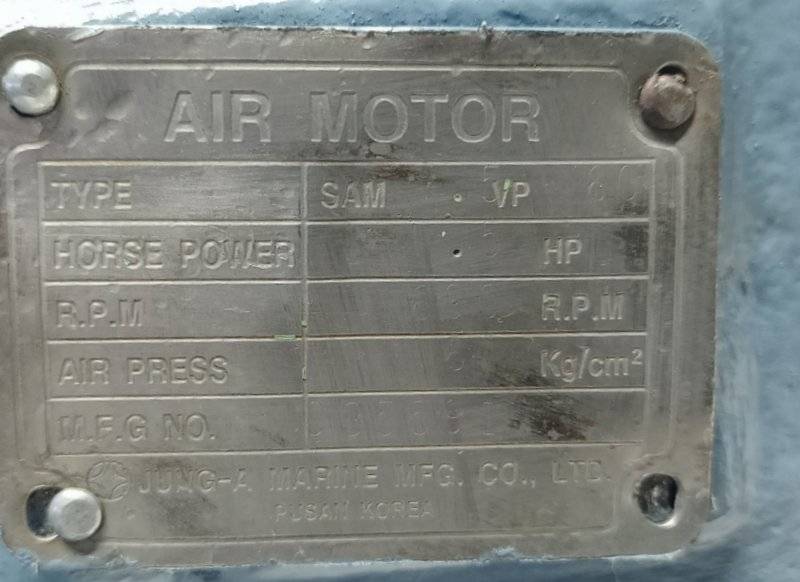 AIR MOTOR
TYPE SAM . VP
HORSE POWER . HP
R.P.M R.P.M
AIR PRESS Kg/cm²
M.F.G NO.
JUNG-A MARINE MFG. CO., LTD.
PUSAN KOREA